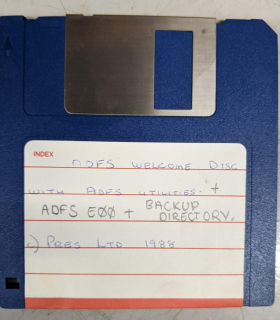 INDEX
ADFS WELCOME DISC
WITH ADFS UTILITIES. +
ADFS E00 + BACKUP DIRECTORY.
(C) PRES LTD 1988